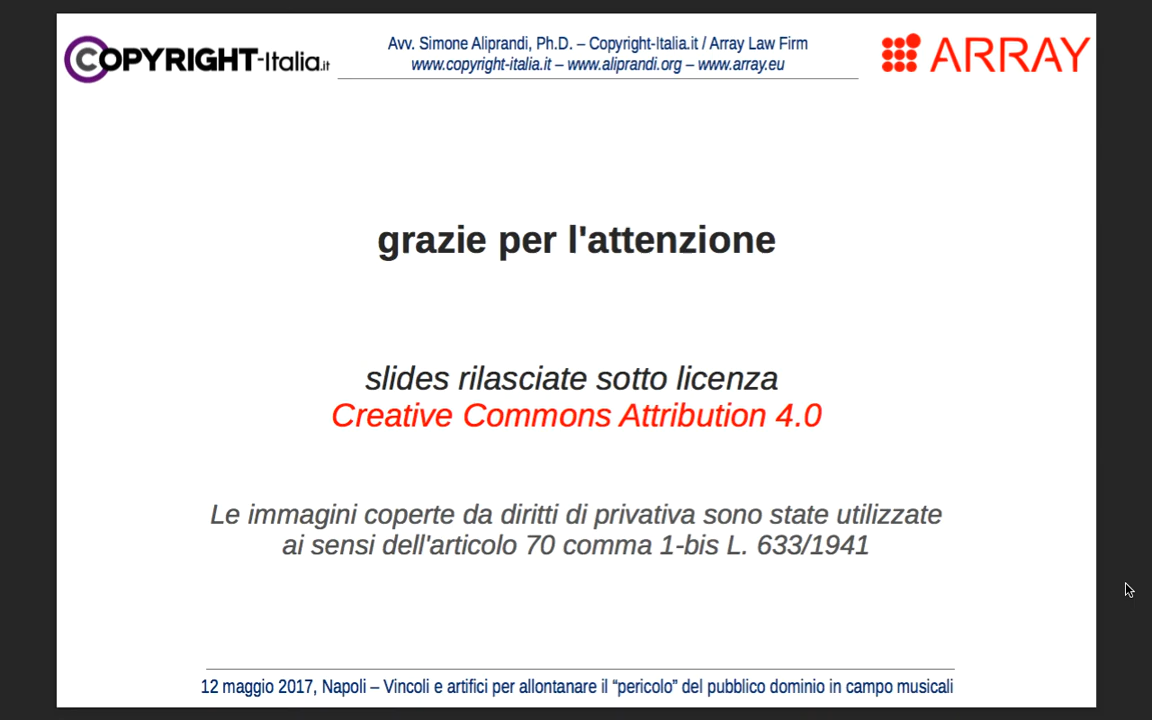 COPYRIGHT-Italia.it
Avv. Simone Aliprandi, Ph.D. – Copyright-Italia.it / Array Law Firm
www.copyright-italia.it – www.aliprandi.org – www.array.eu
ARRAY
grazie per l'attenzione
slides rilasciate sotto licenza
Creative Commons Attribution 4.0
Le immagini coperte da diritti di privativa sono state utilizzate
ai sensi dell'articolo 70 comma 1-bis L. 633/1941
12 maggio 2017, Napoli – Vincoli e artifici per allontanare il “pericolo” del pubblico dominio in campo musicali